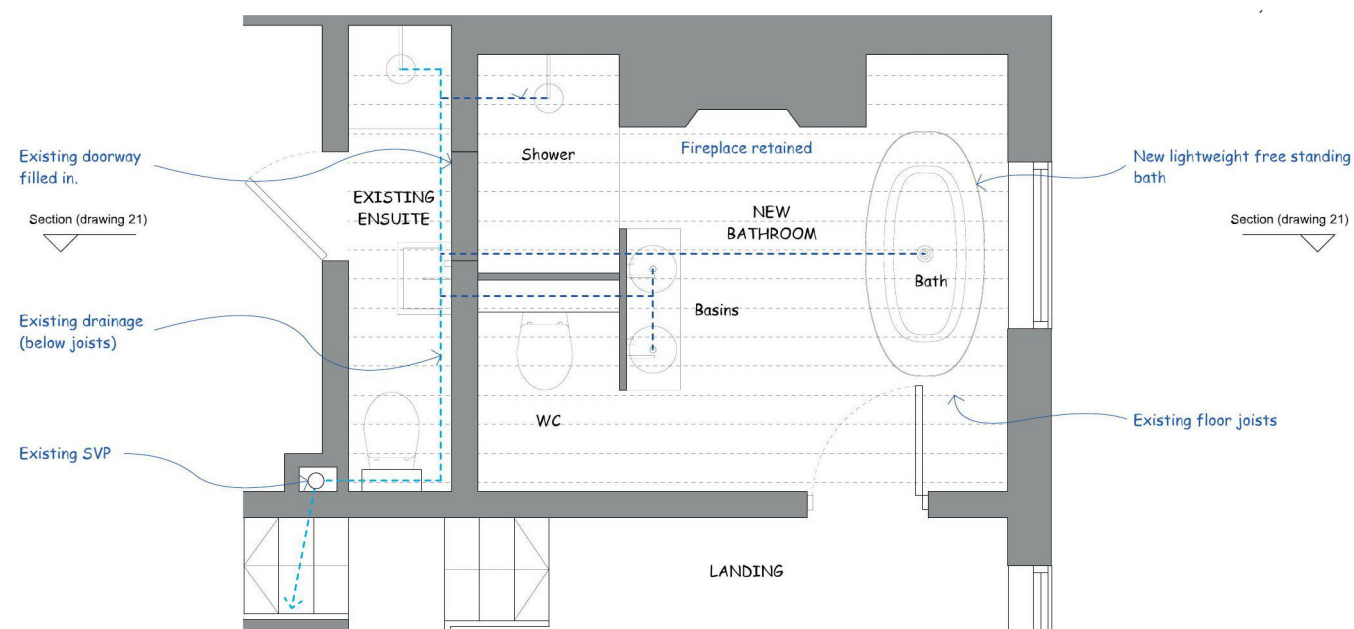 Existing doorway
filled in.
Section (drawing 21)
Existing drainage
(below joists)
Existing SVP
EXISTING
ENSUITE
Shower
Fireplace retained
NEW
BATHROOM
Bath
Basins
WC
LANDING
New lightweight free standing
bath
Section (drawing 21)
Existing floor joists